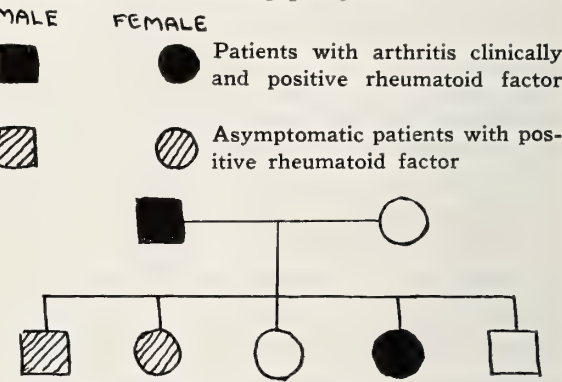 MALE FEMALE
Patients with arthritis clinically
and positive rheumatoid factor
Asymptomatic patients with pos-
itive rheumatoid factor